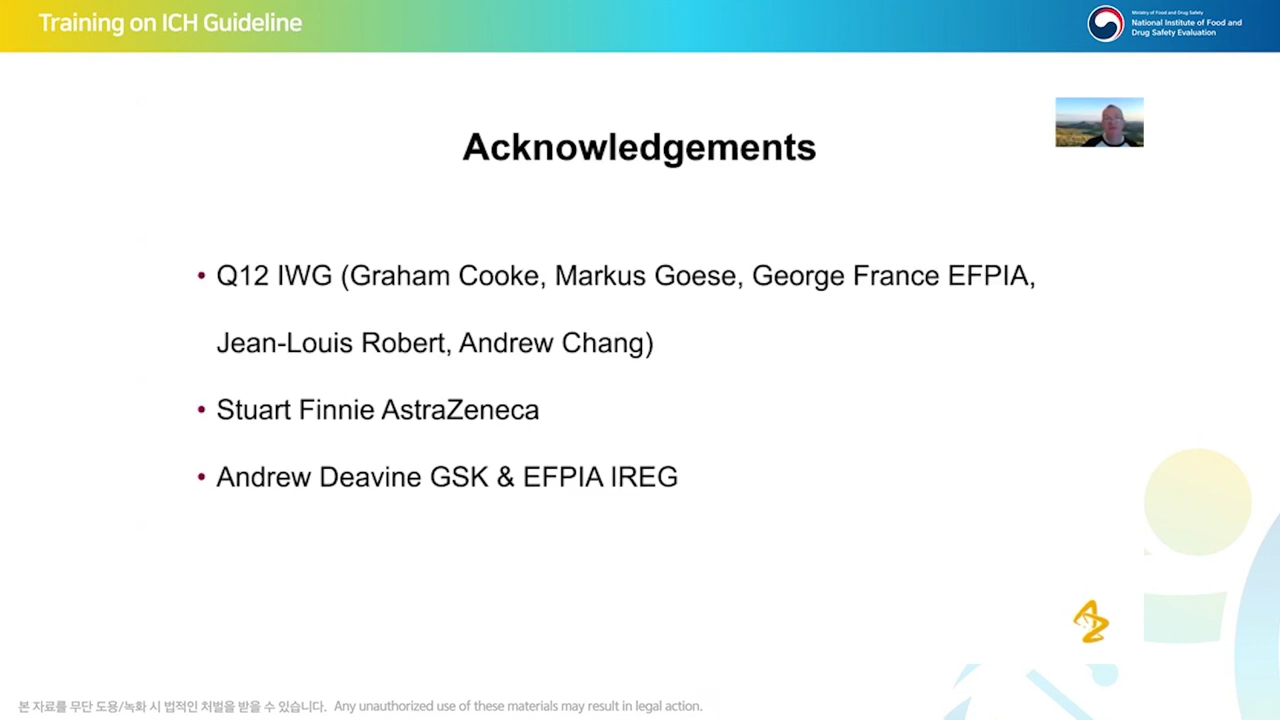 Training on ICH Guideline
Ministry of Food and Drug Safety
National Institute of Food and
Drug Safety Evaluation
Acknowledgements
• Q12 IWG (Graham Cooke, Markus Goese, George France EFPIA,
Jean-Louis Robert, Andrew Chang)
• Stuart Finnie AstraZeneca
• Andrew Deavine GSK & EFPIA IREG
본 자료를 무단 도용/녹화 시 법적인 처벌을 받을 수 있습니다. Any unauthorized use of these materials may result in legal action.